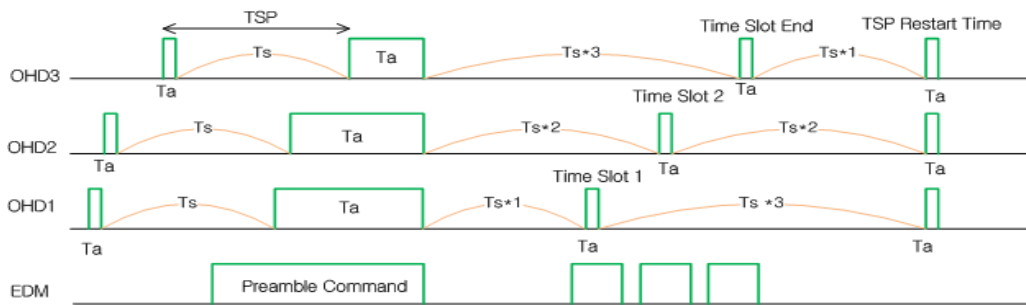 TSP
Time Slot End
TSP Restart Time
OHD3
Ts
Ta
Ts*3
Ts*1
Ta
Ta
Ta
Time Slot 2
OHD2
Ts
Ta
Ts*2
Ts*2
Ta
Ta
Ta
Time Slot 1
OHD1
Ts
Ta
Ts*1
Ts *3
Ta
Ta
Ta
EDM
Preamble Command